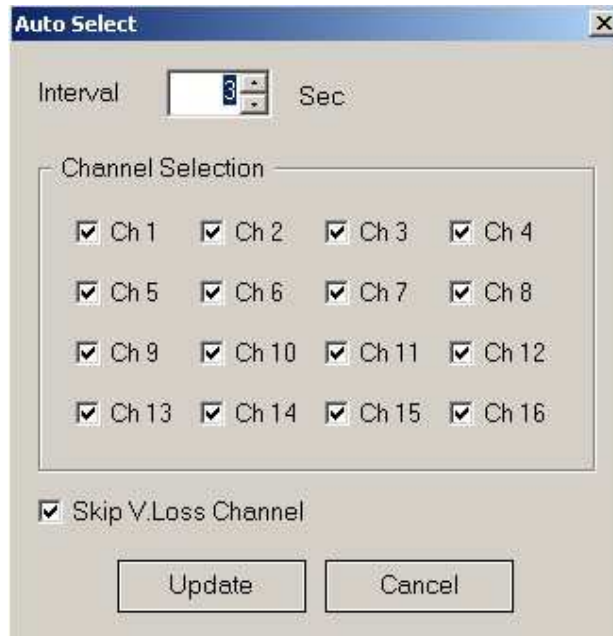 Auto Select
Interval 3 Sec
Channel Selection
Ch 1 Ch 2 Ch 3 Ch 4
Ch 5 Ch 6 Ch 7 Ch 8
Ch 9 Ch 10 Ch 11 Ch 12
Ch 13 Ch 14 Ch 15 Ch 16
Skip V.Loss Channel
Update Cancel